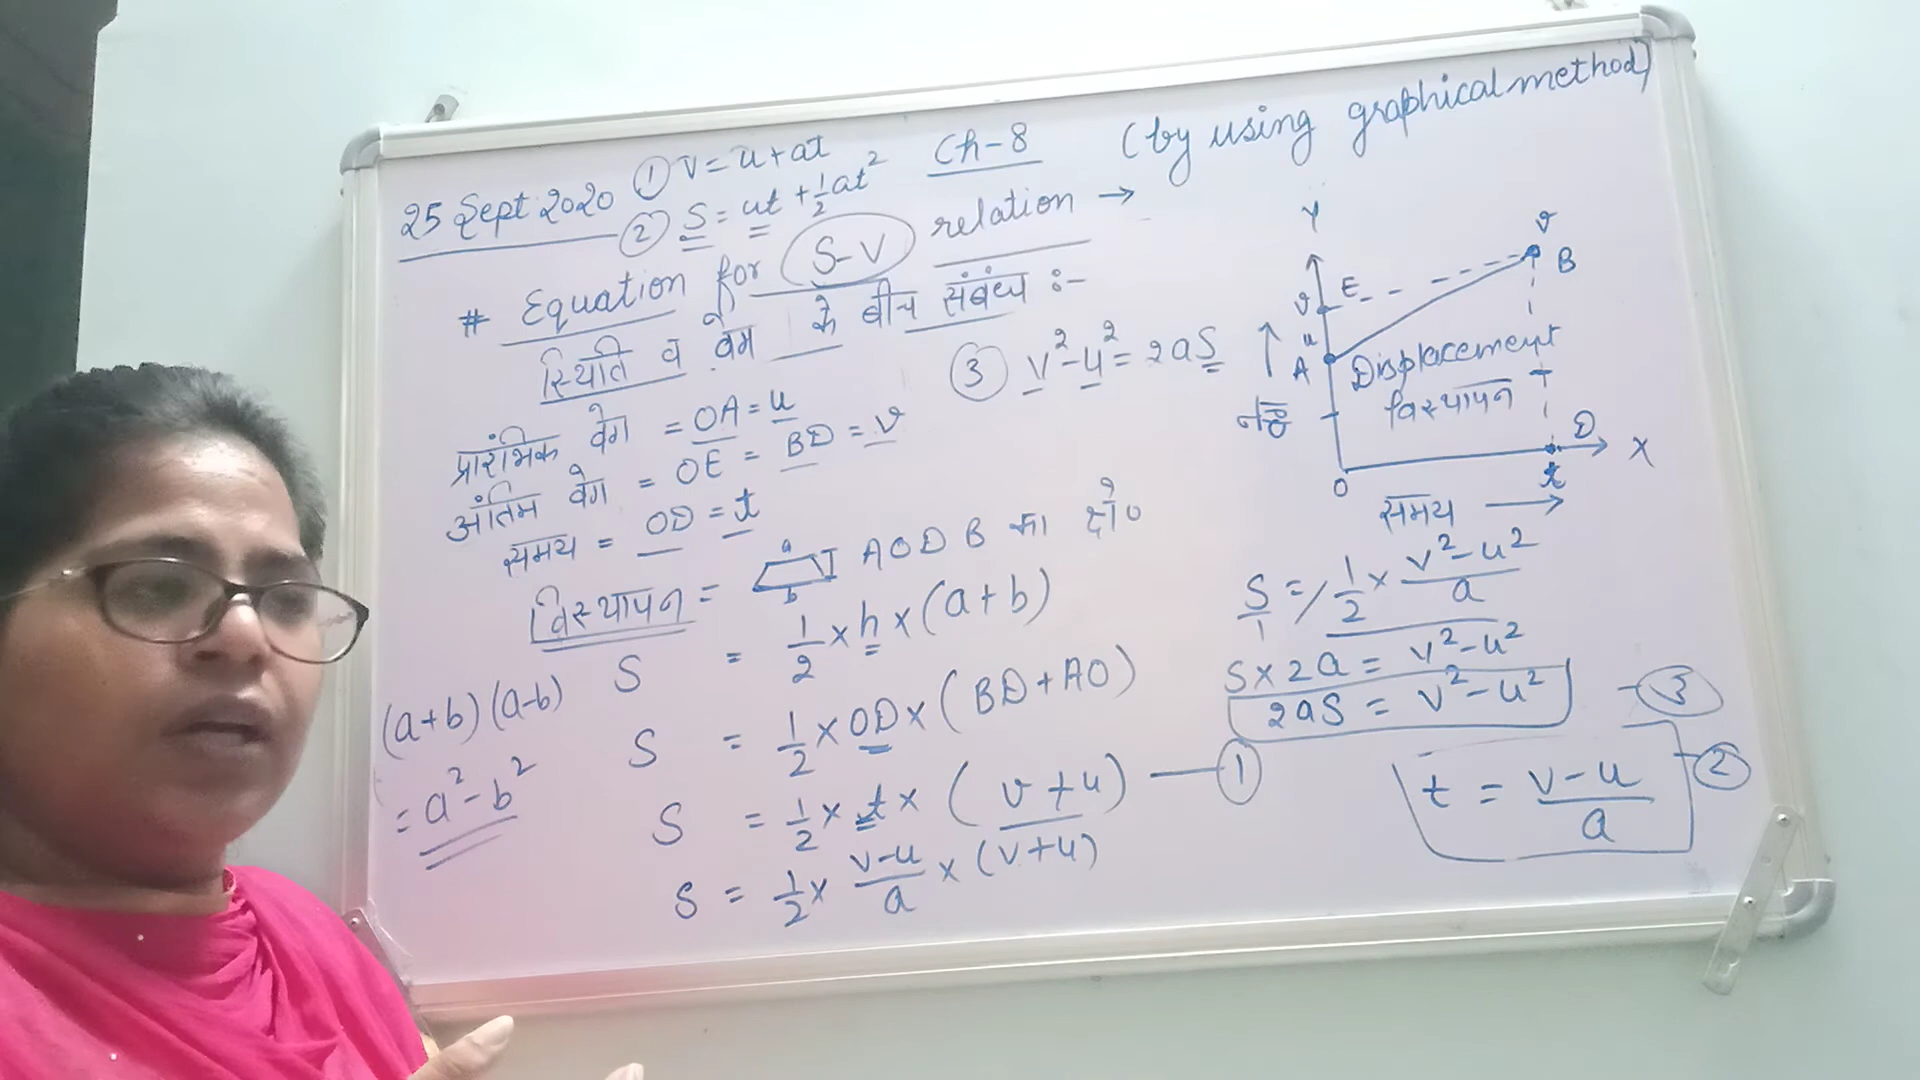 25 Sept 2020 ① v = u + at Ch-8 (by using graphical method)
② S = ut + 1/2 at²
# Equation for S-V relation →
स्थिति व वेग के बीच संबंध :-
③ v² - u² = 2aS
प्रारंभिक वेग = OA = u
अंतिम वेग = OE = BD = v
समय = OD = t
विस्थापन = a b AODB का क्षे०
S = 1/2 × h × (a+b)
S = 1/2 × OD × (BD + AO)
S = 1/2 × t × (v+u) — ①
S = 1/2 × v-u/a × (v+u)
(a+b) (a-b)
= a² - b²
Y
v E v B
u A
Displacement
विस्थापन
O t D X
समय →
S = 1/2 × v² - u²/a
S × 2a = v² - u²
2aS = v² - u² - ③
t = v-u/a - ②